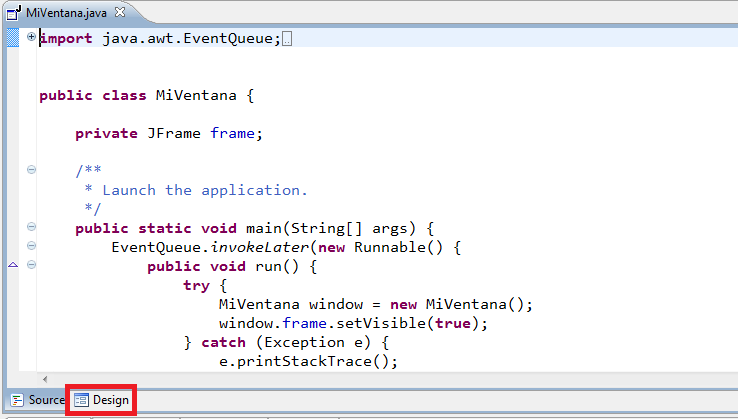 MiVentana.java
import java.awt.EventQueue;
public class MiVentana {
private JFrame frame;
/**
* Launch the application.
*/
public static void main(String[] args) {
EventQueue.invokeLater(new Runnable() {
public void run() {
try {
MiVentana window = new MiVentana();
window.frame.setVisible(true);
} catch (Exception e) {
e.printStackTrace();
Source Design